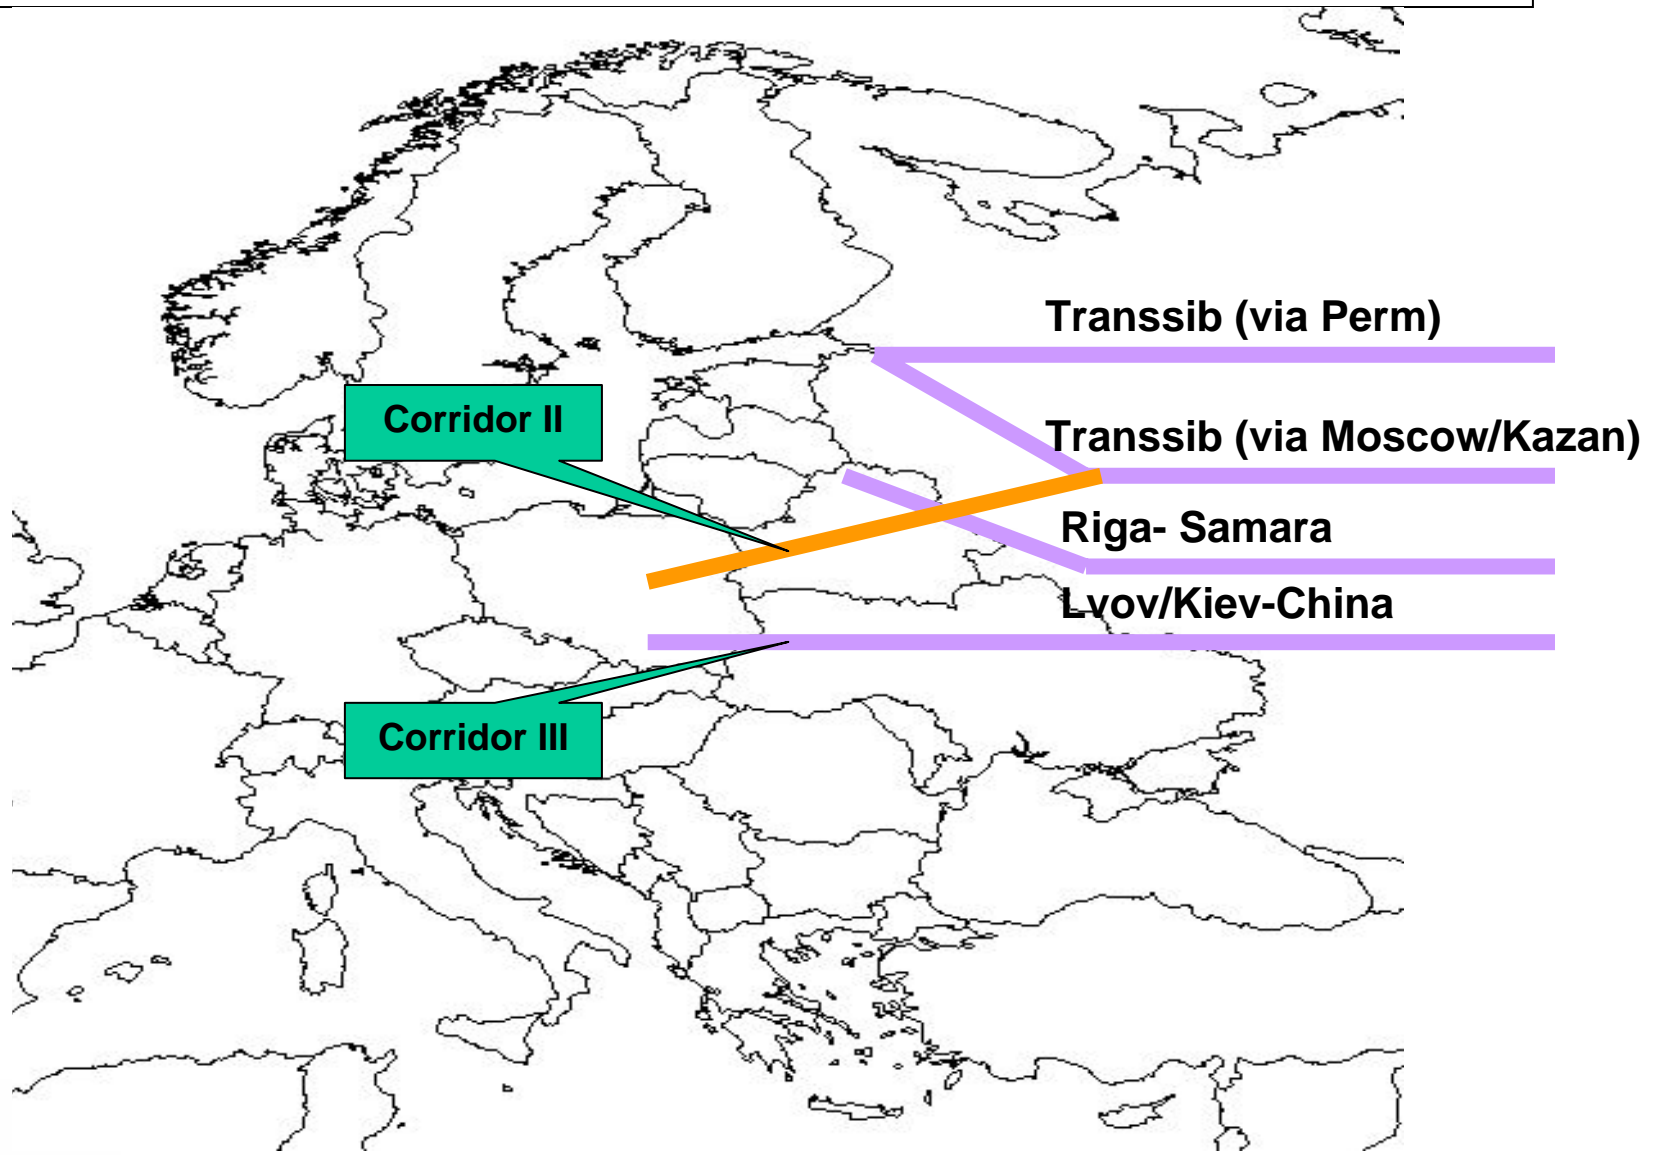 Transsib (via Perm)
Corridor II
Transsib (via Moscow/Kazan)
Riga- Samara
Lvov/Kiev-China
Corridor III